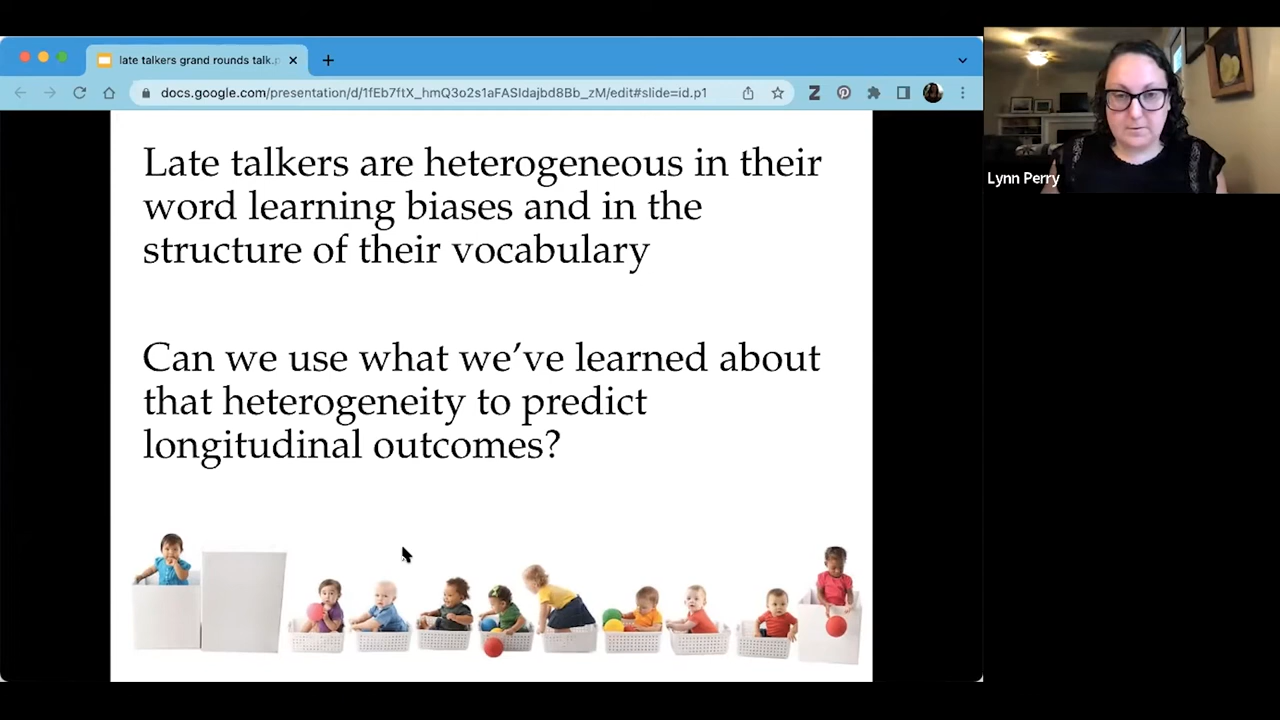 late talkers grand rounds talk.p
docs.google.com/presentation/d/1fEb7ftX_hmQ3o2s1aFASIdajbd8Bb_zM/edit#slide=id.p1
Late talkers are heterogeneous in their
word learning biases and in the
structure of their vocabulary
Can we use what we've learned about
that heterogeneity to predict
longitudinal outcomes?
Lynn Perry